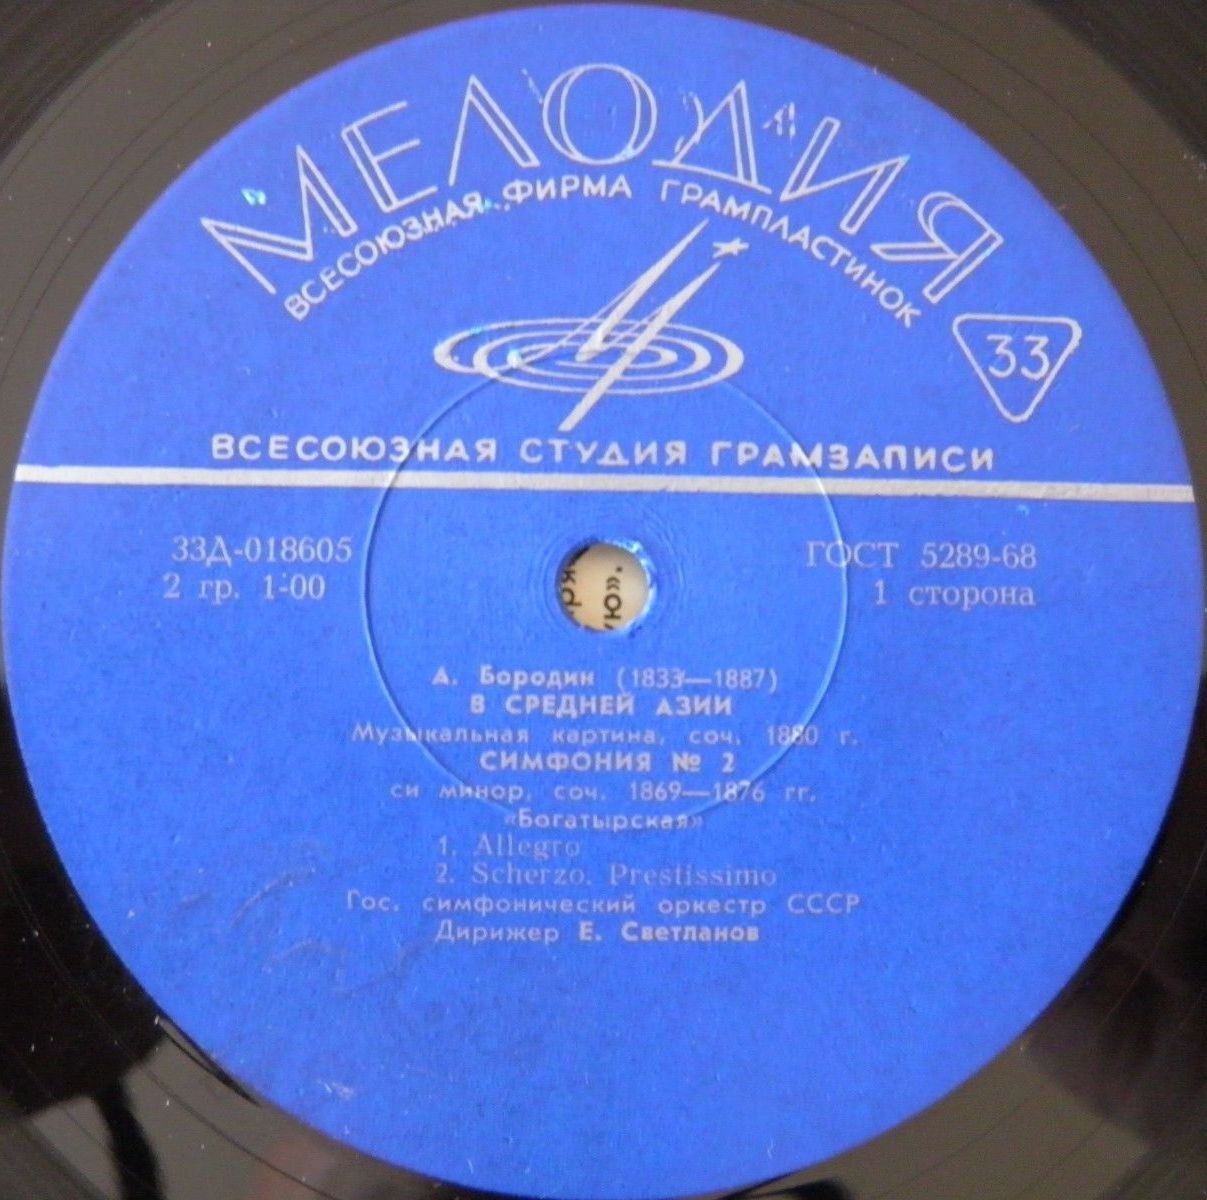 МЕЛОДИЯ
ВСЕСОЮЗНАЯ ФИРМА ГРАМПЛАСТИНОК
33
ВСЕСОЮЗНАЯ СТУДИЯ ГРАМЗАПИСИ
33Д-018605
ГОСТ 5289-68
2 гр. 1-00
1 сторона
ую».
А. Бородин (1833—1887)
В СРЕДНЕЙ АЗИИ
Музыкальная картина, соч. 1880 г.
СИМФОНИЯ № 2
си минор, соч. 1869—1876 гг.
«Богатырская»
1. Allegro
2. Scherzo. Prestissimo
Гос. симфонический оркестр СССР
Дирижер Е. Светланов